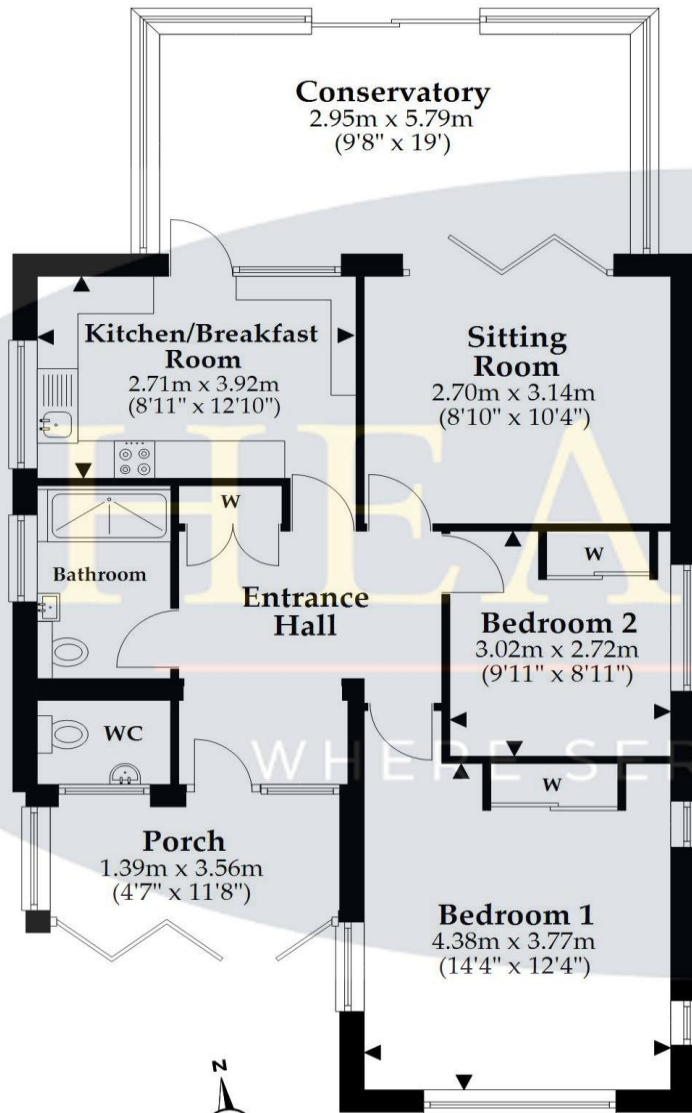 Conservatory
2.95m x 5.79m
(9'8" x 19')
Kitchen/Breakfast
Room
2.71m x 3.92m
(8'11" x 12'10")
Sitting
Room
2.70m x 3.14m
(8'10" x 10'4")
HEA
W
Bathroom
Entrance
Hall
W
Bedroom 2
3.02m x 2.72m
(9'11" x 8'11")
WC
WHERE SER
W
Porch
1.39m x 3.56m
(4'7" x 11'8")
Bedroom 1
4.38m x 3.77m
(14'4" x 12'4")
N